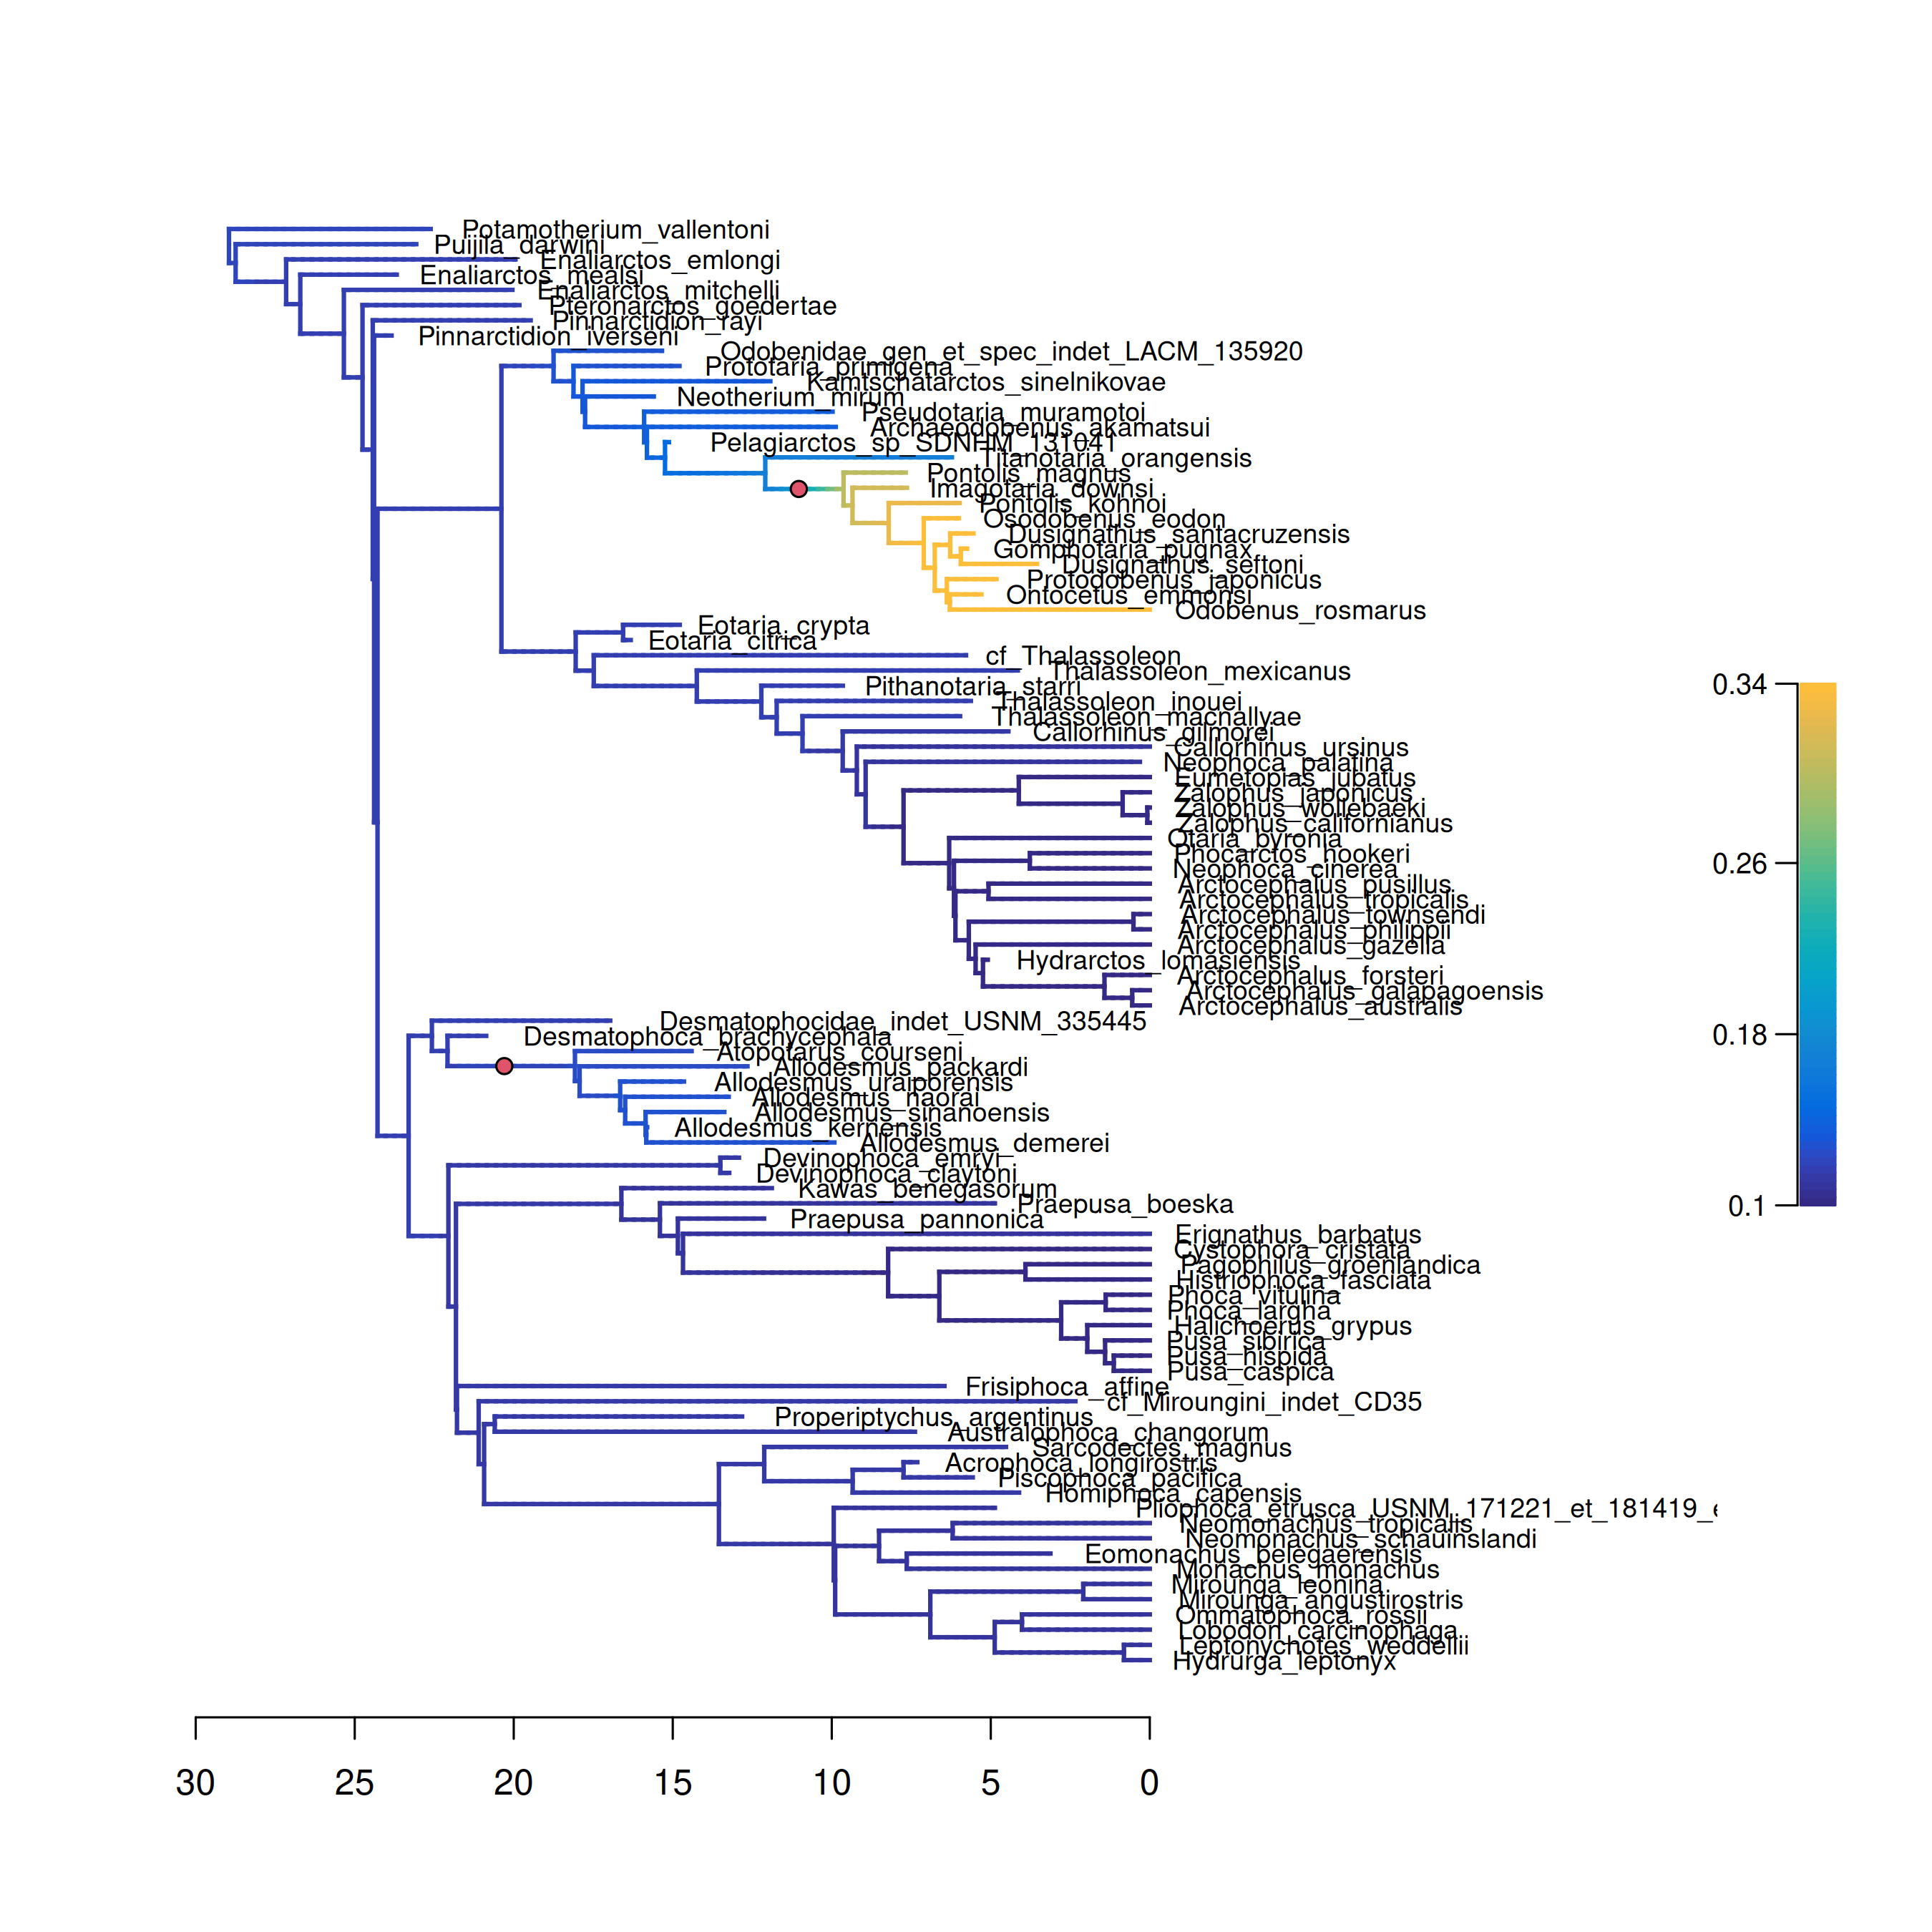 Potamotherium_vallentoni
Puijila_darwini
Enaliarctos_emlongi
Enaliarctos_mealsi
Enaliarctos_mitchelli
Pteronarctos_goedertae
Pinnarctidion_rayi
Pinnarctidion_iverseni
Odobenidae_gen_et_spec_indet_LACM_135920
Prototaria_primigena
Kamtschatarctos_sinelnikovae
Neotherium_mirum
Pseudotaria_muramotoi
Archaeodobenus_akamatsui
Pelagiarctos_sp_SDNHM_131041
Titanotaria_orangensis
Pontolis_magnus
Imagotaria_downsi
Pontolis_kohnoi
Osodobenus_eodon
Dusignathus_santacruzensis
Gomphotaria_pugnax
Dusignathus_seftoni
Protodobenus_japonicus
Ontocetus_emmonsi
Odobenus_rosmarus
Eotaria_crypta
Eotaria_citrica
cf_Thalassoleon
Thalassoleon_mexicanus
Pithanotaria_starri
Thalassoleon_inouei
Thalassoleon_macnallyae
Callorhinus_gilmorei
Callorhinus_ursinus
Neophoca_palatina
Eumetopias_jubatus
Zalophus_japonicus
Zalophus_wollebaeki
Zalophus_californianus
Otaria_byronia
Phocarctos_hookeri
Neophoca_cinerea
Arctocephalus_pusillus
Arctocephalus_tropicalis
Arctocephalus_townsendi
Arctocephalus_philippii
Arctocephalus_gazella
Hydrarctos_lomasiensis
Arctocephalus_forsteri
Arctocephalus_galapagoensis
Arctocephalus_australis
Desmatophocidae_indet_USNM_335445
Desmatophoca_brachycephala
Atopotarus_courseni
Allodesmus_packardi
Allodesmus_uraiporensis
Allodesmus_naorai
Allodesmus_sinanoensis
Allodesmus_kernensis
Allodesmus_demerei
Devinophoca_emryi
Devinophoca_claytoni
Kawas_benegasorum
Praepusa_boeska
Praepusa_pannonica
Erignathus_barbatus
Cystophora_cristata
Pagophilus_groenlandica
Histriophoca_fasciata
Phoca_vitulina
Phoca_largha
Halichoerus_grypus
Pusa_sibirica
Pusa_hispida
Pusa_caspica
Frisiphoca_affine
cf_Miroungini_indet_CD35
Properiptychus_argentinus
Australophoca_changorum
Sarcodectes_magnus
Acrophoca_longirostris
Piscophoca_pacifica
Homiphoca_capensis
Pliophoca_etrusca_USNM_171221_et_181419_e
Neomonachus_tropicalis
Neomonachus_schauinslandi
Eomonachus_belegaerensis
Monachus_monachus
Mirounga_leonina
Mirounga_angustirostris
Ommatophoca_rossii
Lobodon_carcinophaga
Leptonychotes_weddellii
Hydrurga_leptonyx
0.34
0.26
0.18
0.1
30 25 20 15 10 5 0